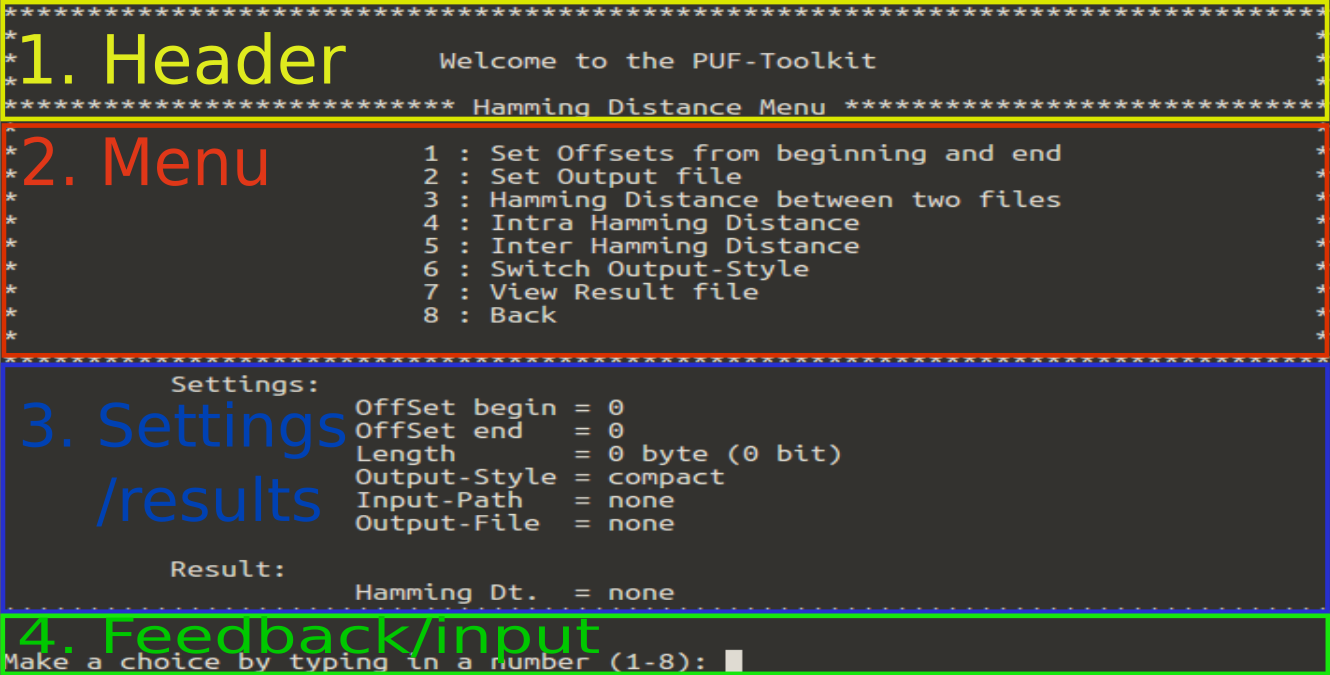 1. Header
Welcome to the PUF-Toolkit
**************************** Hamming Distance Menu ******************************
2. Menu
1 : Set Offsets from beginning and end
2 : Set Output file
3 : Hamming Distance between two files
4 : Intra Hamming Distance
5 : Inter Hamming Distance
6 : Switch Output-Style
7 : View Result file
8 : Back
3. Settings
/results
Settings:
OffSet begin = 0
OffSet end = 0
Length = 0 byte (0 bit)
Output-Style = compact
Input-Path = none
Output-File = none
Result:
Hamming Dt. = none
4. Feedback/input
Make a choice by typing in a number (1-8):